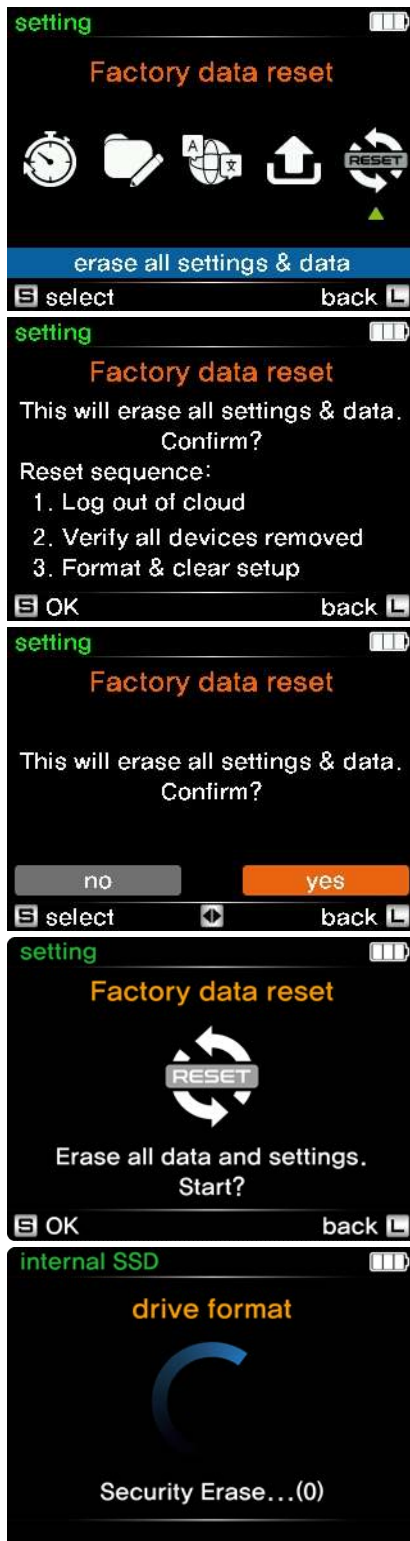 setting
Factory data reset
A 文
RESET
erase all settings & data
S select back L
setting
Factory data reset
This will erase all settings & data.
Confirm?
Reset sequence:
1. Log out of cloud
2. Verify all devices removed
3. Format & clear setup
S OK back L
setting
Factory data reset
This will erase all settings & data.
Confirm?
no yes
S select back L
setting
Factory data reset
RESET
Erase all data and settings.
Start?
S OK back L
internal SSD
drive format
Security Erase...(0)